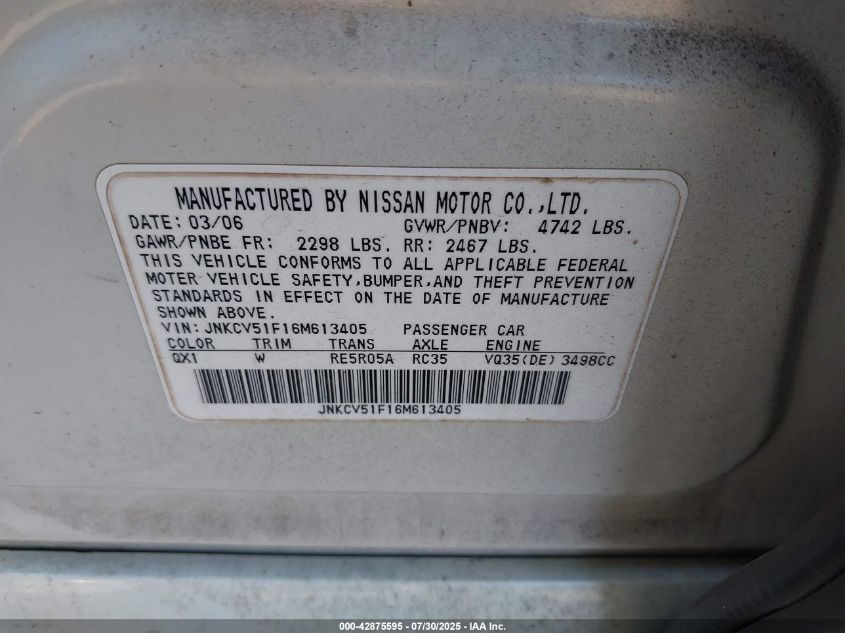 MANUFACTURED BY NISSAN MOTOR CO.,LTD.
DATE: 03/06 GVWR/PNBV: 4742 LBS.
GAWR/PNBE FR: 2298 LBS. RR: 2467 LBS.
THIS VEHICLE CONFORMS TO ALL APPLICABLE FEDERAL
MOTER VEHICLE SAFETY,BUMPER,AND THEFT PREVENTION
STANDARDS IN EFFECT ON THE DATE OF MANUFACTURE
SHOWN ABOVE.
VIN: JNKCV51F16M613405 PASSENGER CAR
COLOR TRIM TRANS AXLE ENGINE
QX1 W RE5R05A RC35 VQ35(DE) 3498CC
JNKCV51F16M613405
000-42875595 - 07/30/2025 - IAA Inc.